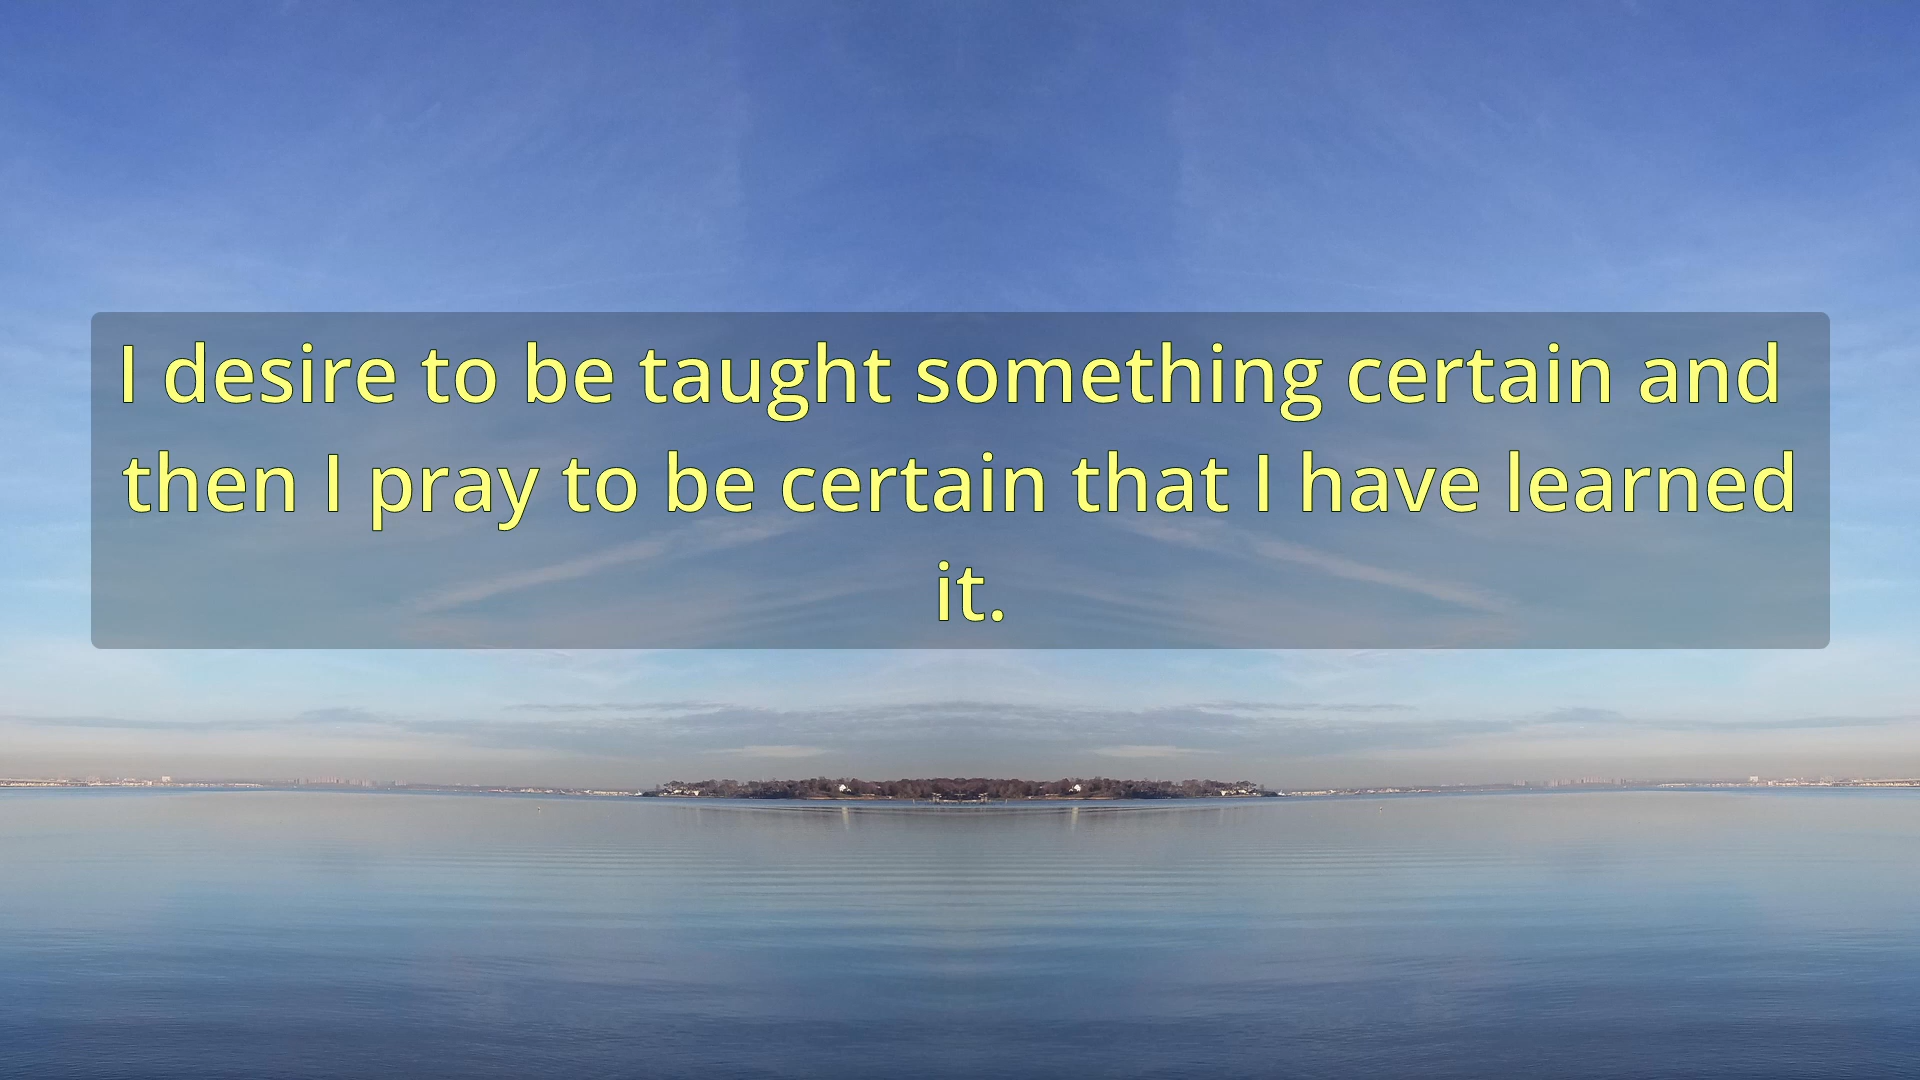 I desire to be taught something certain and
then I pray to be certain that I have learned
it.